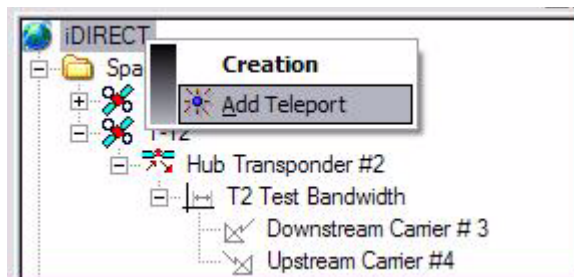 iDIRECT
Creation
Spa
Add Teleport
T-12
Hub Transponder #2
T2 Test Bandwidth
Downstream Carrier # 3
Upstream Carrier #4